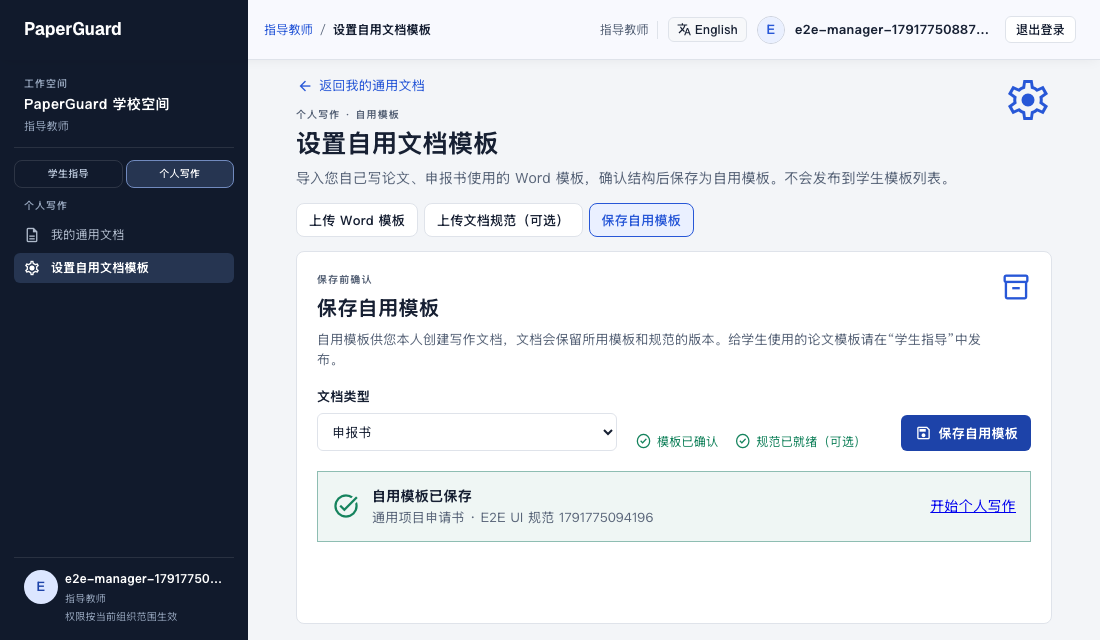 PaperGuard
工作空间
PaperGuard 学校空间
指导教师
学生指导
个人写作
个人写作
我的通用文档
设置自用文档模板
e2e-manager-17917750...
指导教师
权限按当前组织范围生效
指导教师 / 设置自用文档模板
指导教师
English
E
e2e-manager-17917750887...
退出登录
返回我的通用文档
个人写作 · 自用模板
设置自用文档模板
导入您自己写论文、申报书使用的 Word 模板，确认结构后保存为自用模板。不会发布到学生模板列表。
上传 Word 模板
上传文档规范（可选）
保存自用模板
保存前确认
保存自用模板
自用模板供您本人创建写作文档，文档会保留所用模板和规范的版本。给学生使用的论文模板请在“学生指导”中发
布。
文档类型
申报书
模板已确认
规范已就绪（可选）
保存自用模板
自用模板已保存
通用项目申请书 · E2E UI 规范 1791775094196
开始个人写作
E